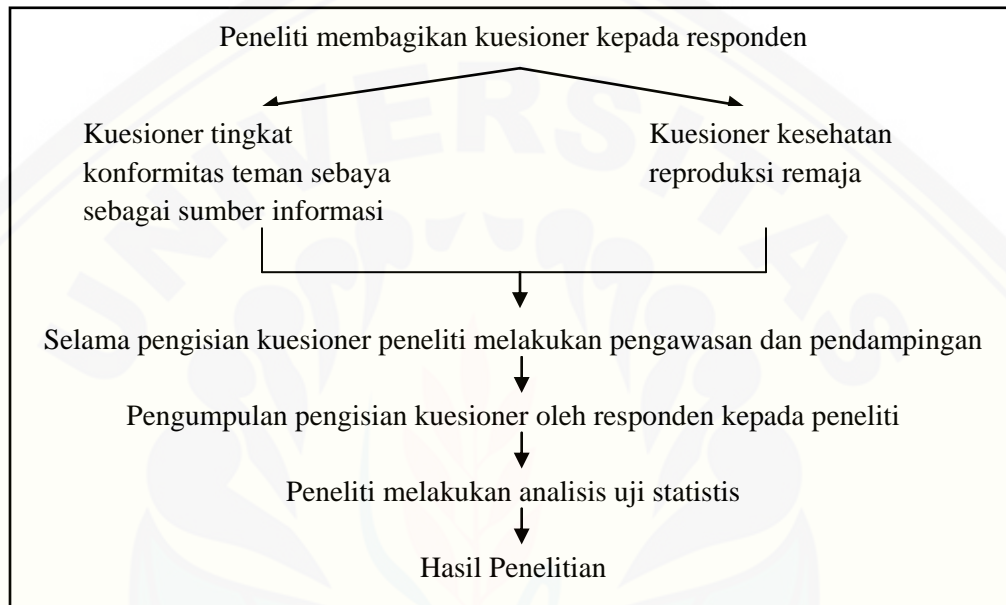 Peneliti membagikan kuesioner kepada responden
Kuesioner tingkat
konformitas teman sebaya
sebagai sumber informasi
Kuesioner kesehatan
reproduksi remaja
Selama pengisian kuesioner peneliti melakukan pengawasan dan pendampingan
Pengumpulan pengisian kuesioner oleh responden kepada peneliti
Peneliti melakukan analisis uji statistis
Hasil Penelitian
UNIVERSITAS